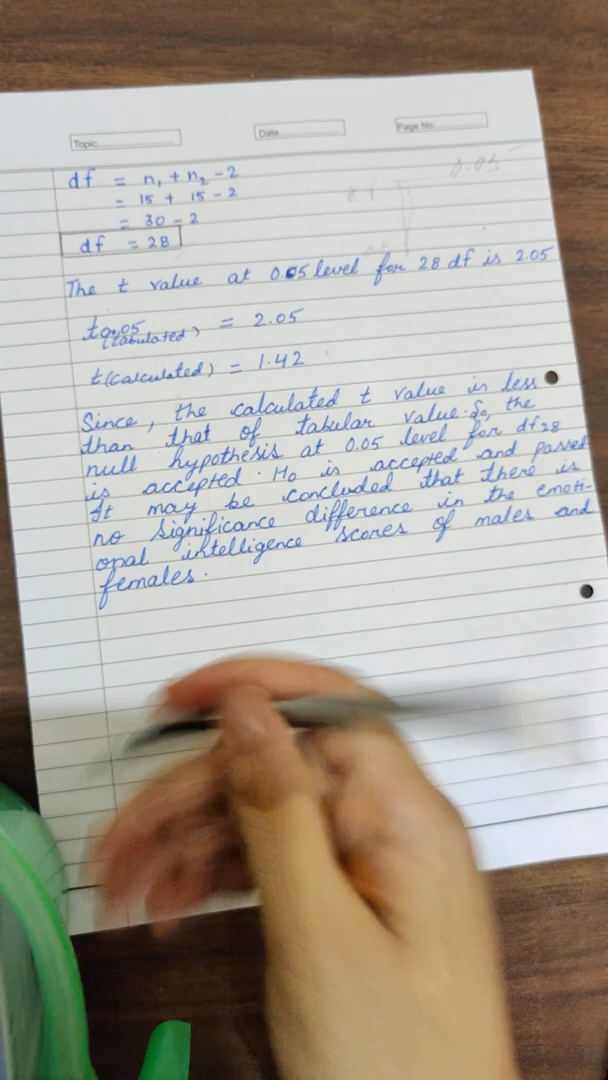 Topic
Date
Page No.
0.05
df = n₁ + n₂ - 2
= 15 + 15 - 2
= 30 - 2
df = 28
The t value at 0.05 level for 28 df is 2.05
t0.05 (tabulated) = 2.05
t (calculated) = 1.42
Since, the calculated t value is less
than that of tabular value. So, the
null hypothesis at 0.05 level for df 28
is accepted. H₀ is accepted and passed
It may be concluded that there is
no significance difference in the emoti-
onal intelligence scores of males and
females.